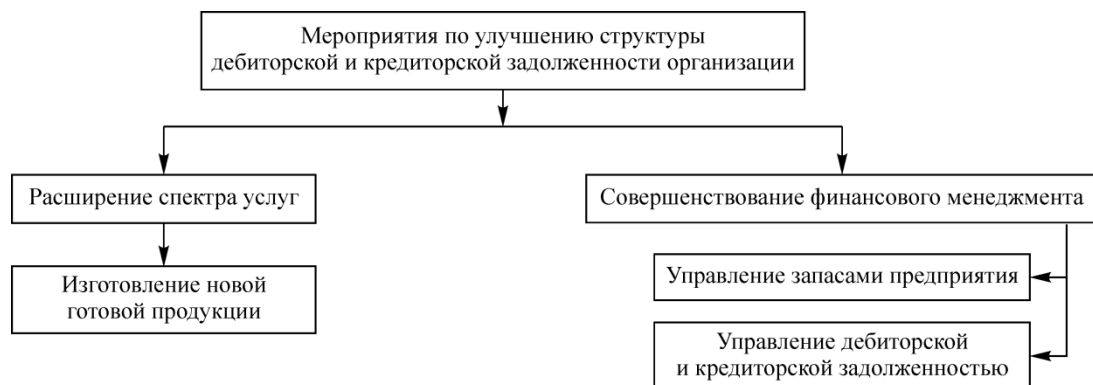 Мероприятия по улучшению структуры
дебиторской и кредиторской задолженности организации
Расширение спектра услуг
Совершенствование финансового менеджмента
Изготовление новой
готовой продукции
Управление запасами предприятия
Управление дебиторской
и кредиторской задолженностью